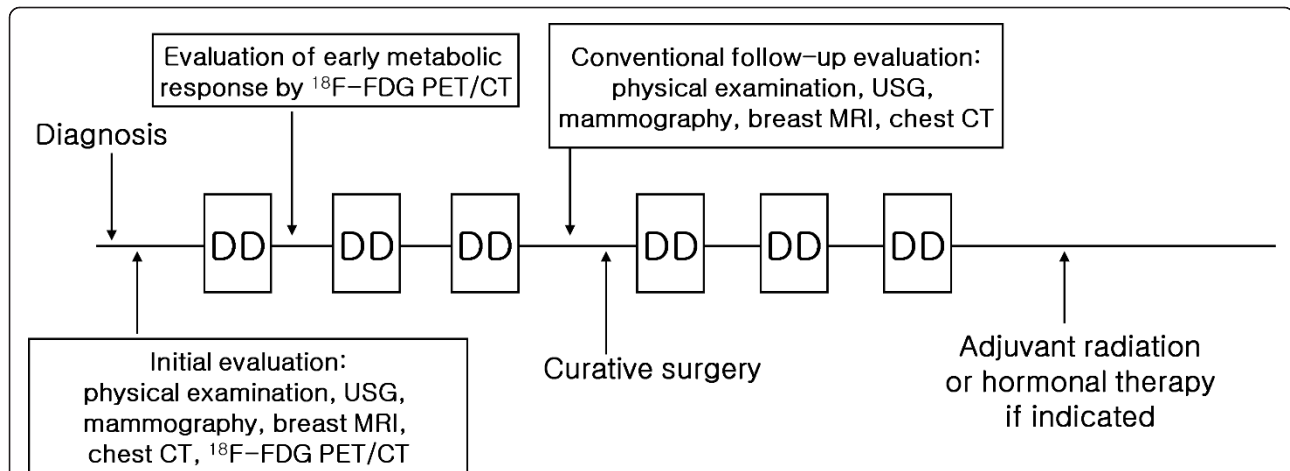 Evaluation of early metabolic
response by ¹⁸F-FDG PET/CT
Conventional follow-up evaluation:
physical examination, USG,
mammography, breast MRI, chest CT
Diagnosis
DD DD DD DD DD DD
Initial evaluation:
physical examination, USG,
mammography, breast MRI,
chest CT, ¹⁸F-FDG PET/CT
Curative surgery
Adjuvant radiation
or hormonal therapy
if indicated